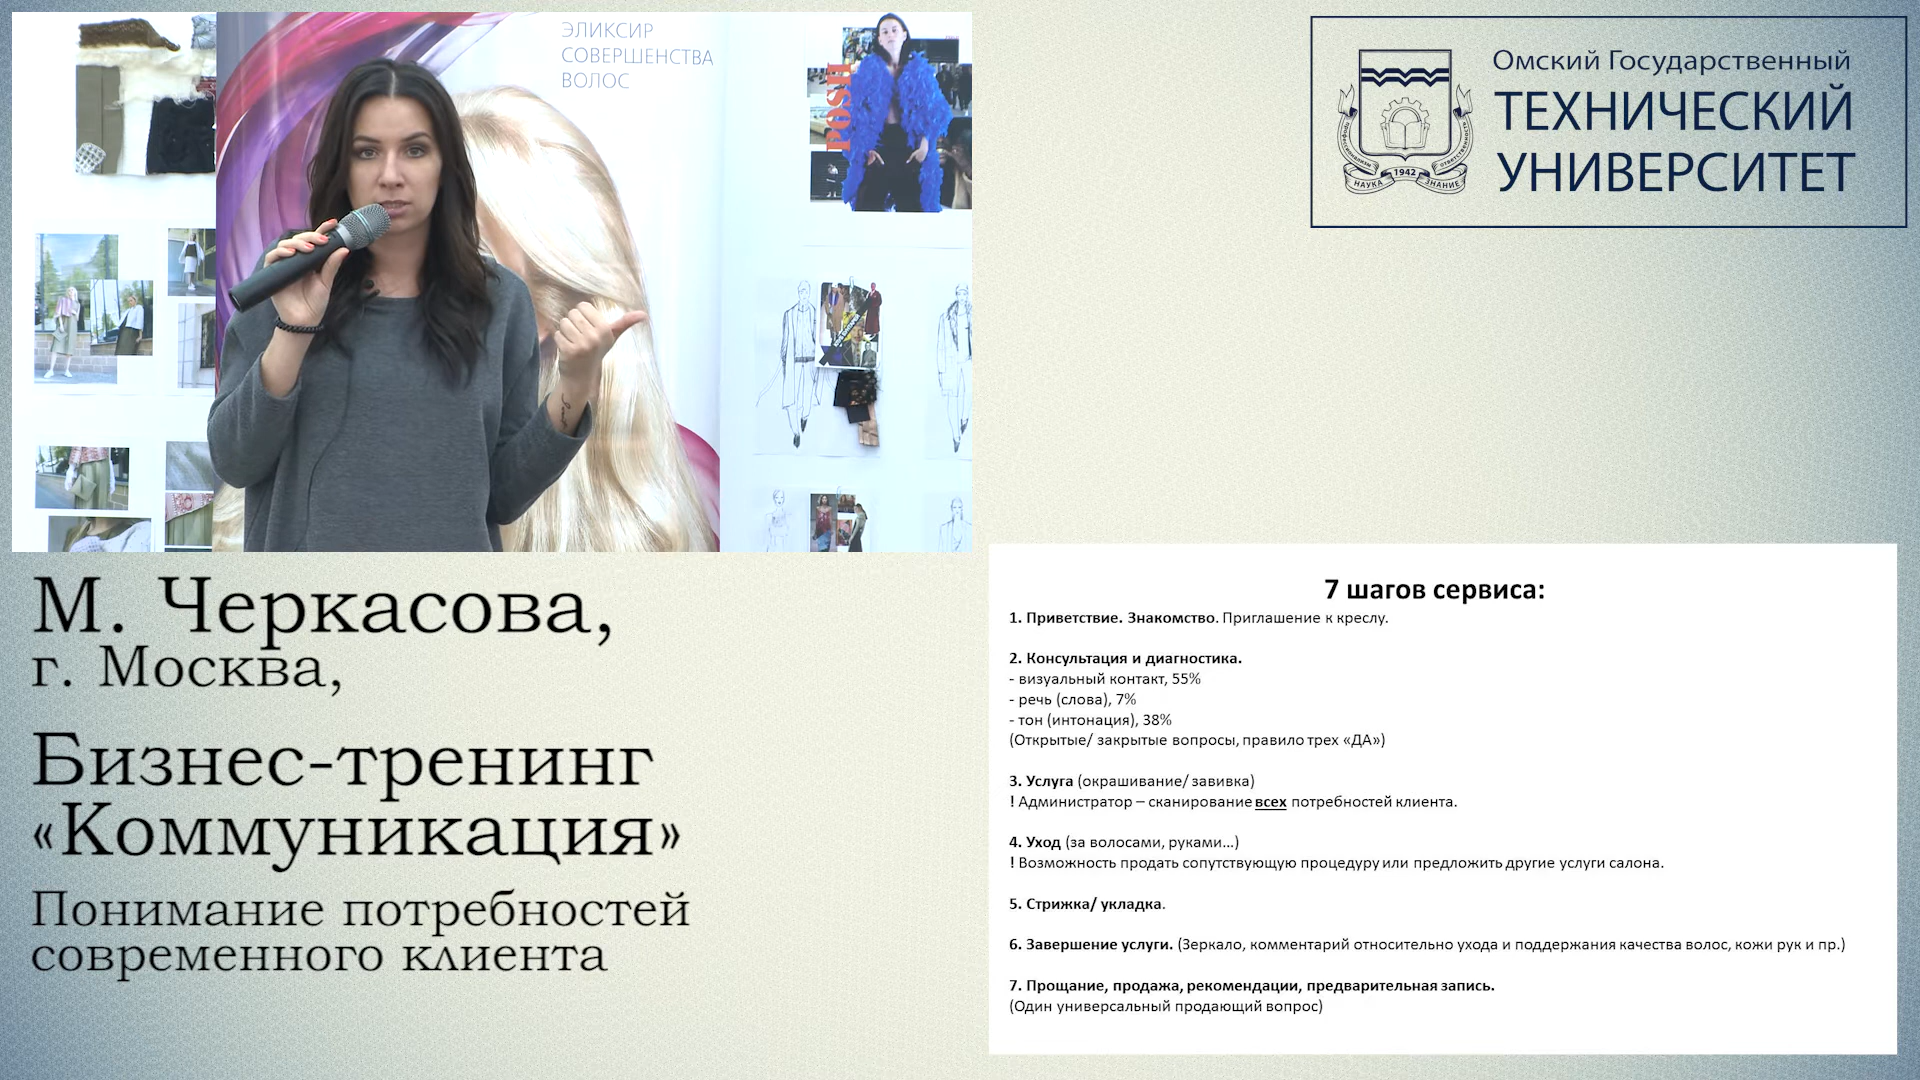 ЭЛИКСИР
СОВЕРШЕНСТВА
ВОЛОС
POSH
Омский Государственный
ТЕХНИЧЕСКИЙ
УНИВЕРСИТЕТ
профессионализм
ответственность
НАУКА 1942 ЗНАНИЕ
М. Черкасова,
г. Москва,
Бизнес-тренинг
«Коммуникация»
Понимание потребностей
современного клиента
7 шагов сервиса:
1. Приветствие. Знакомство. Приглашение к креслу.
2. Консультация и диагностика.
- визуальный контакт, 55%
- речь (слова), 7%
- тон (интонация), 38%
(Открытые/ закрытые вопросы, правило трех «ДА»)
3. Услуга (окрашивание/ завивка)
! Администратор – сканирование всех потребностей клиента.
4. Уход (за волосами, руками...)
! Возможность продать сопутствующую процедуру или предложить другие услуги салона.
5. Стрижка/ укладка.
6. Завершение услуги. (Зеркало, комментарий относительно ухода и поддержания качества волос, кожи рук и пр.)
7. Прощание, продажа, рекомендации, предварительная запись.
(Один универсальный продающий вопрос)